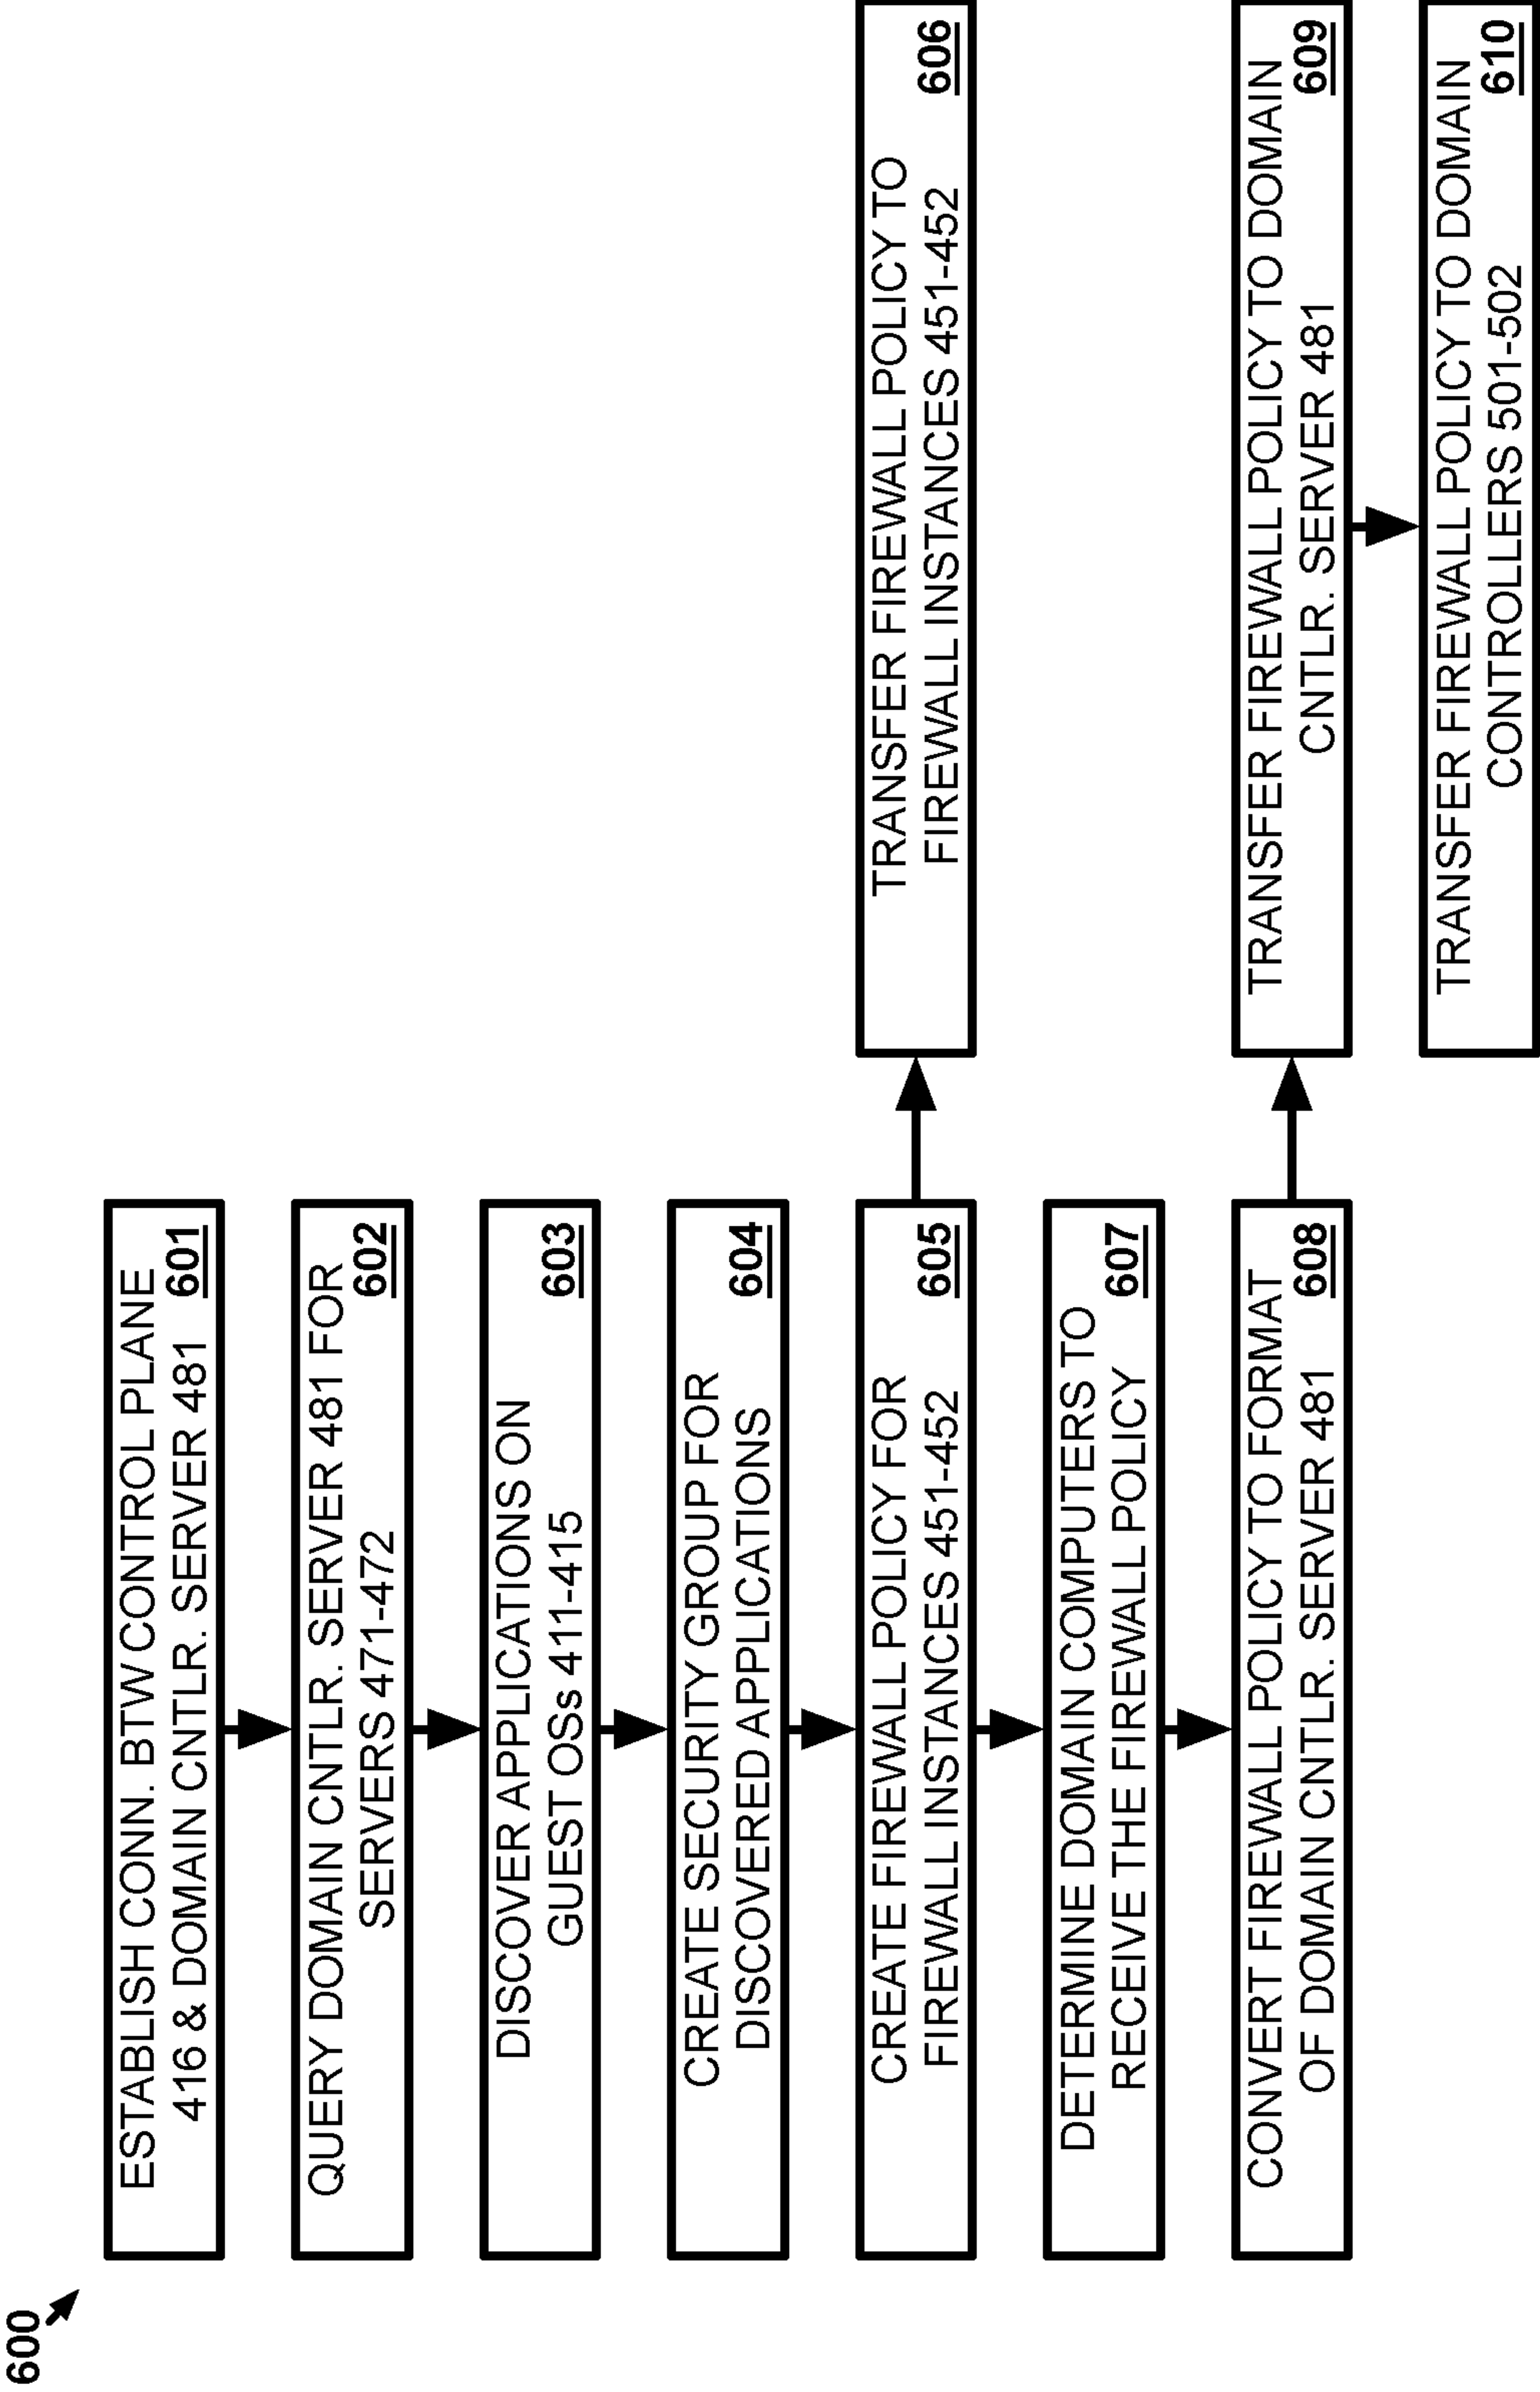 600
ESTABLISH CONN. BTW CONTROL PLANE
416 & DOMAIN CNTLR. SERVER 481
601
QUERY DOMAIN CNTLR. SERVER 481 FOR
SERVERS 471-472
602
DISCOVER APPLICATIONS ON
GUEST OSs 411-415
603
CREATE SECURITY GROUP FOR
DISCOVERED APPLICATIONS
604
CREATE FIREWALL POLICY FOR
FIREWALL INSTANCES 451-452
605
TRANSFER FIREWALL POLICY TO
FIREWALL INSTANCES 451-452
606
DETERMINE DOMAIN COMPUTERS TO
RECEIVE THE FIREWALL POLICY
607
CONVERT FIREWALL POLICY TO FORMAT
OF DOMAIN CNTLR. SERVER 481
608
TRANSFER FIREWALL POLICY TO DOMAIN
CNTLR. SERVER 481
609
TRANSFER FIREWALL POLICY TO DOMAIN
CONTROLLERS 501-502
610